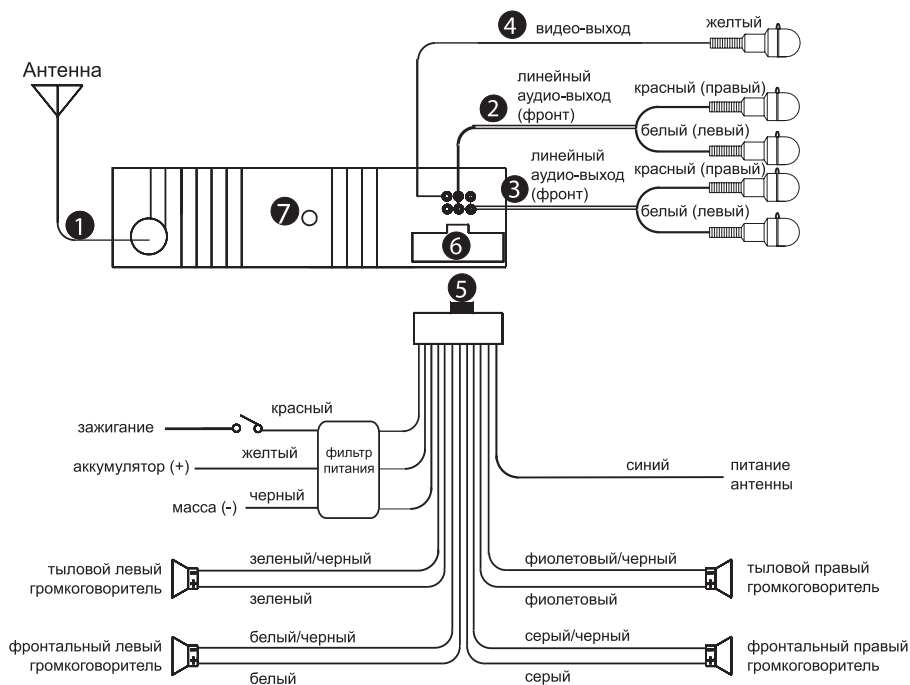 4 видео-выход
желтый
Антенна
линейный
аудио-выход
(фронт)
2
красный (правый)
белый (левый)
линейный
аудио-выход
(фронт)
3
красный (правый)
белый (левый)
1
7
6
5
зажигание
красный
аккумулятор (+)
желтый
масса (-)
черный
фильтр
питания
синий
питание
антенны
тыловой левый
громкоговоритель
зеленый/черный
зеленый
фиолетовый/черный
фиолетовый
тыловой правый
громкоговоритель
фронтальный левый
громкоговоритель
белый/черный
белый
серый/черный
серый
фронтальный правый
громкоговоритель